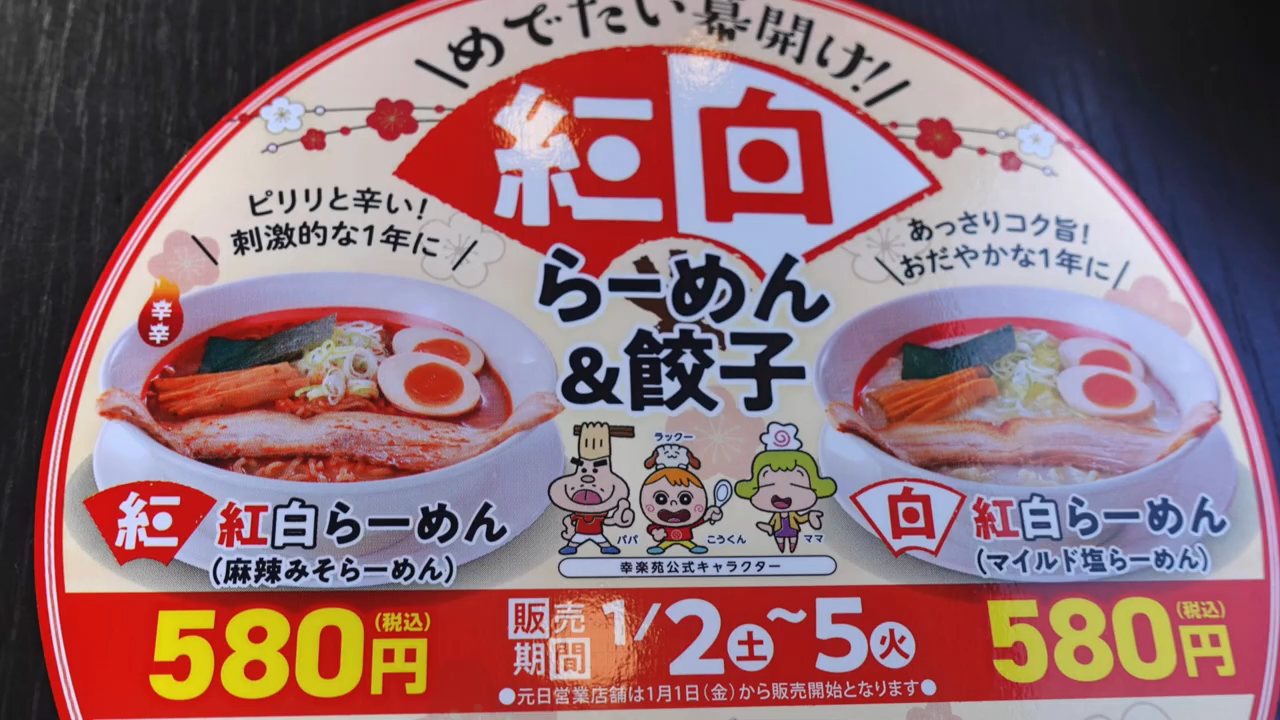 めでたい幕開け!
紅白
らーめん
&餃子
ピリリと辛い!
刺激的な1年に
辛
辛
紅
紅白らーめん
(麻辣みそらーめん)
580円
(税込)
あっさりコク旨!
おだやかな1年に
白
紅白らーめん
(マイルド塩らーめん)
580円
(税込)
ラックー
パパ
こうくん
ママ
幸楽苑公式キャラクター
販売
期間
1/2土~5火
●元日営業店舗は1月1日(金)から販売開始となります●